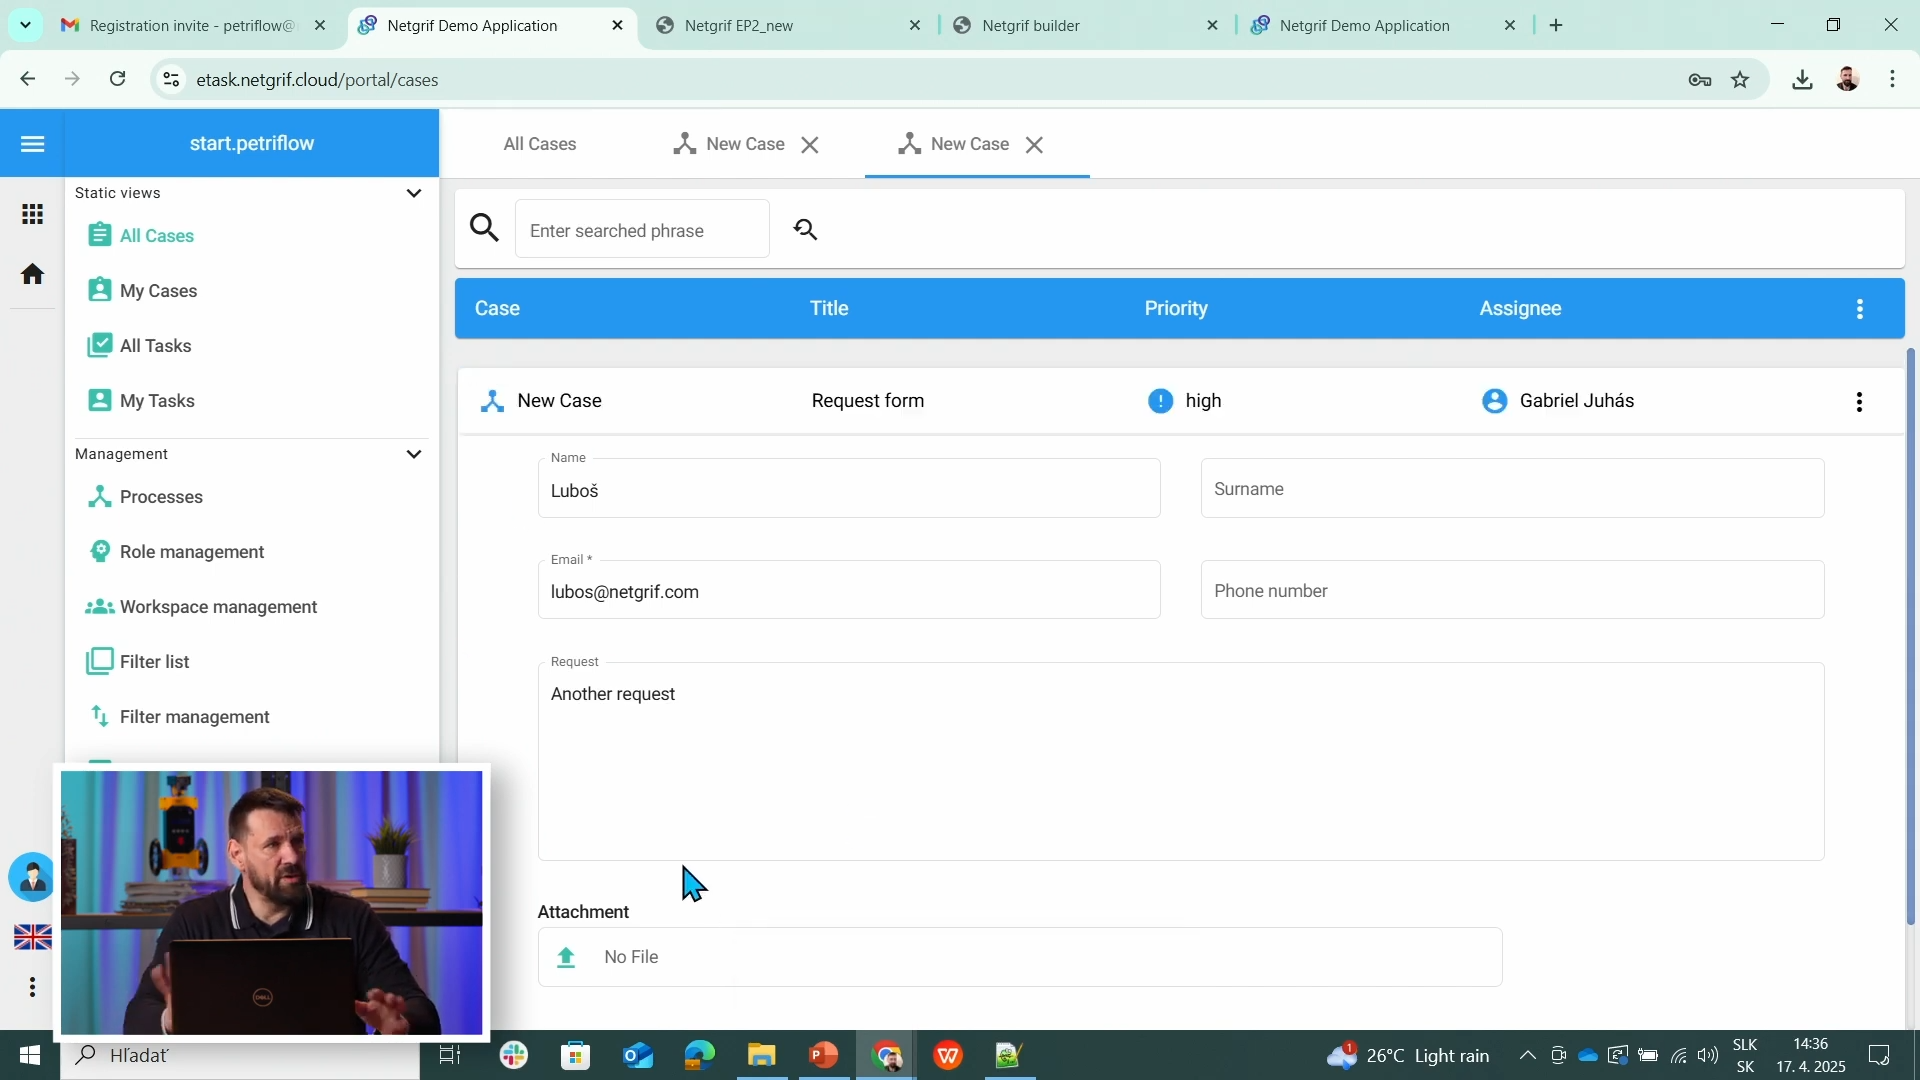 Registration invite - petriflow@
Netgrif Demo Application
Netgrif EP2_new
Netgrif builder
Netgrif Demo Application
etask.netgrif.cloud/portal/cases
start.petriflow
All Cases
New Case
New Case
Static views
All Cases
My Cases
All Tasks
My Tasks
Management
Processes
Role management
Workspace management
Filter list
Filter management
Enter searched phrase
Case Title Priority Assignee
New Case Request form high Gabriel Juhás
Name
Luboš
Surname
Email *
lubos@netgrif.com
Phone number
Request
Another request
Attachment
No File
DELL
Hľadať
1
26°C Light rain
SLK
SK
14:36
17. 4. 2025